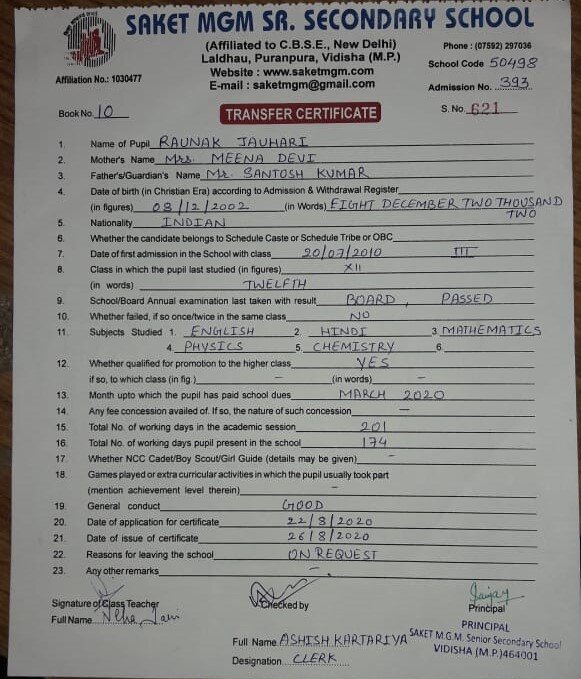 SAKET MGM SR. SECONDARY SCHOOL
(Affiliated to C.B.S.E., New Delhi)
Phone : (07592) 297036
Laldhau, Puranpura, Vidisha (M.P.)
School Code 50498
Website : www.saketmgm.com
Affiliation No.: 1030477
E-mail : saketmgm@gmail.com
Admission No. 393
Book No. 10
TRANSFER CERTIFICATE
S. No. 621
1. Name of Pupil RAUNAK JAUHARI
2. Mother's Name Mrs. MEENA DEVI
3. Father's/Guardian's Name Mr. SANTOSH KUMAR
4. Date of birth (in Christian Era) according to Admission & Withdrawal Register
(in figures) 08/12/2002 (in Words) EIGHT DECEMBER TWO THOUSAND
TWO
5. Nationality INDIAN
6. Whether the candidate belongs to Schedule Caste or Schedule Tribe or OBC
7. Date of first admission in the School with class 20/07/2010 III
8. Class in which the pupil last studied (in figures) XII
(in words) TWELFTH
9. School/Board Annual examination last taken with result BOARD, PASSED
10. Whether failed, if so once/twice in the same class NO
11. Subjects Studied 1. ENGLISH 2. HINDI 3. MATHEMATICS
4. PHYSICS 5. CHEMISTRY 6.
12. Whether qualified for promotion to the higher class YES
if so, to which class (in fig.) - (in words) -
13. Month upto which the pupil has paid school dues MARCH 2020
14. Any fee concession availed of. If so, the nature of such concession -
15. Total No. of working days in the academic session 201
16. Total No. of working days pupil present in the school 174
17. Whether NCC Cadet/Boy Scout/Girl Guide (details may be given) -
18. Games played or extra curricular activities in which the pupil usually took part
(mention achievement level therein) -
19. General conduct GOOD
20. Date of application for certificate 22/8/2020
21. Date of issue of certificate 26/8/2020
22. Reasons for leaving the school ON REQUEST
23. Any other remarks -
Signature of Class Teacher
Checked by
Principal
Full Name Neha
PRINCIPAL
SAKET M.G.M. Senior Secondary School
VIDISHA (M.P.) 464001
Full Name ASHISH KARTARIYA
Designation CLERK